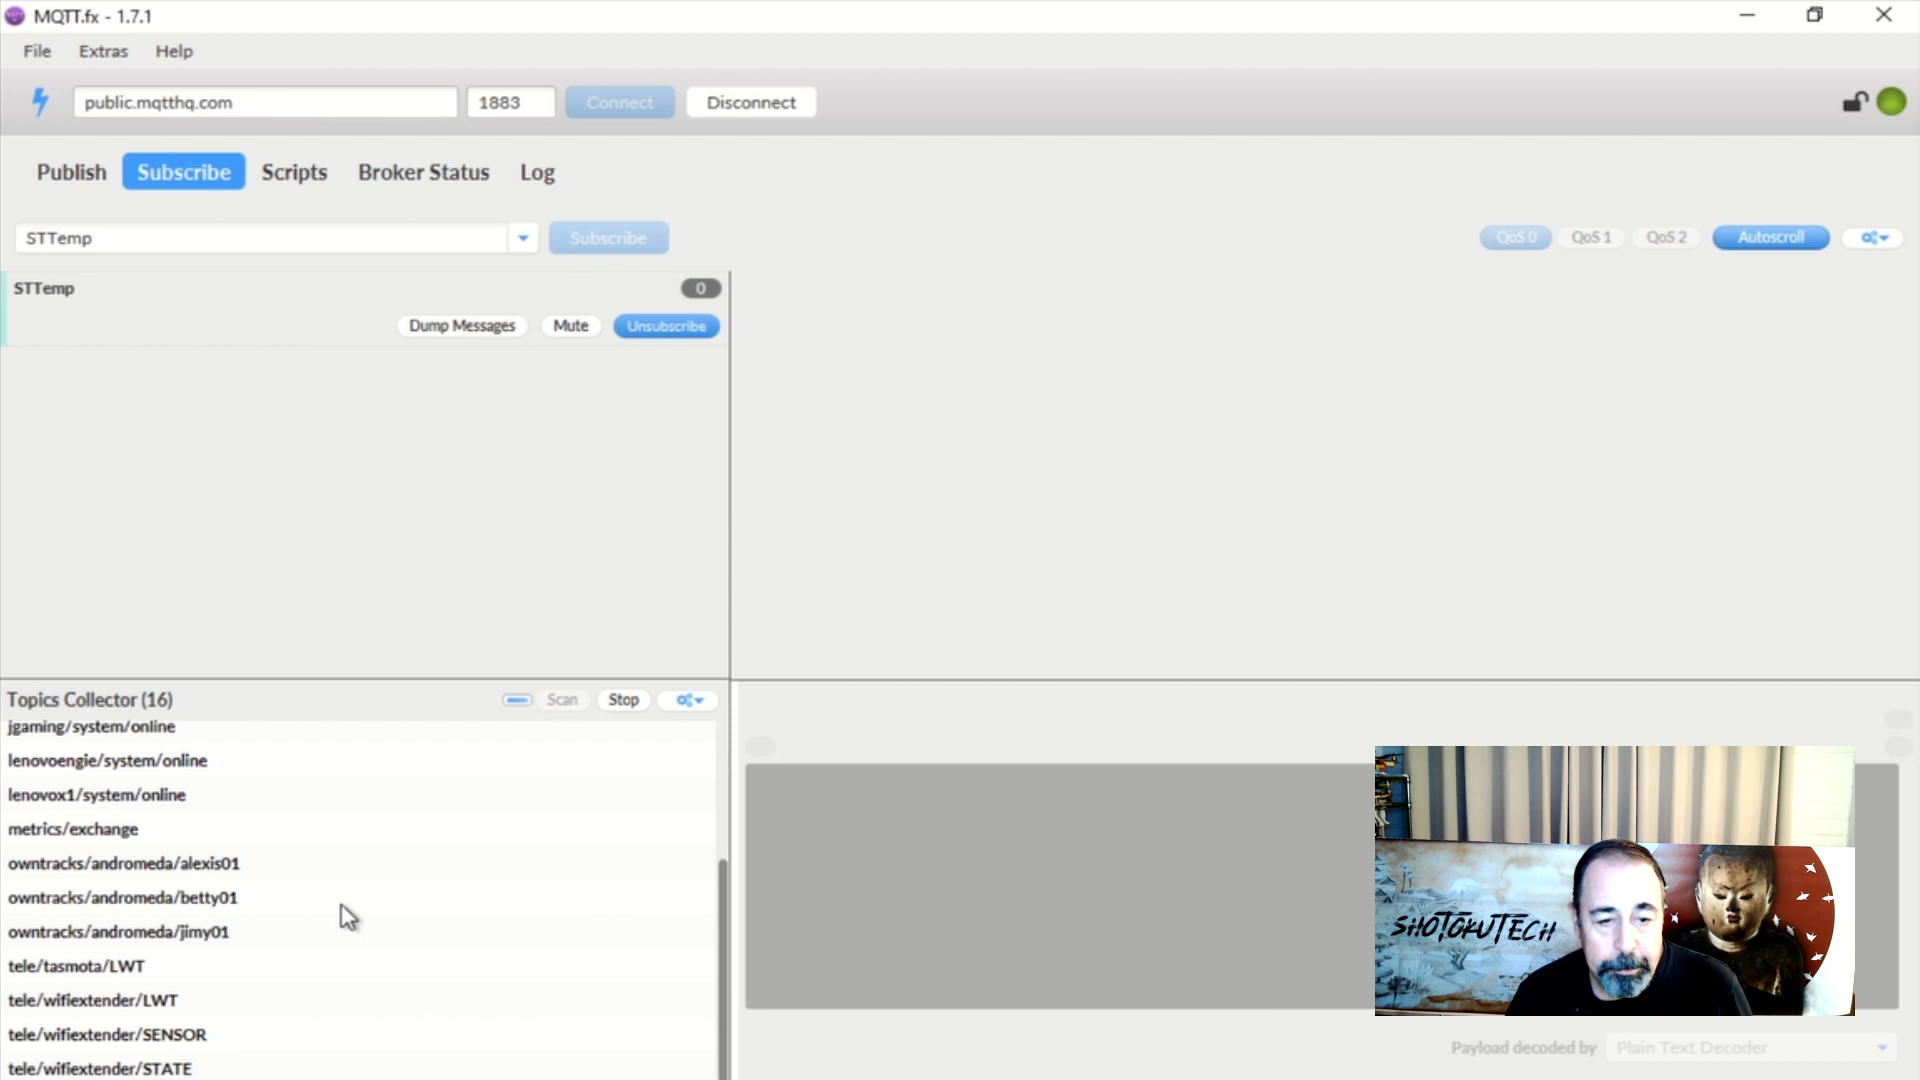 MQTT.fx - 1.7.1
File Extras Help
public.mqtthq.com 1883 Connect Disconnect
Publish Subscribe Scripts Broker Status Log
STTemp Subscribe QoS 0 QoS 1 QoS 2 Autoscroll
STTemp 0
Dump Messages Mute Unsubscribe
Topics Collector (16) Scan Stop
jgaming/system/online
lenovoengie/system/online
lenovox1/system/online
metrics/exchange
owntracks/andromeda/alexis01
owntracks/andromeda/betty01
owntracks/andromeda/jimy01
tele/tasmota/LWT
tele/wifiextender/LWT
tele/wifiextender/SENSOR
tele/wifiextender/STATE
SHOTOKUTECH
Payload decoded by Plain Text Decoder